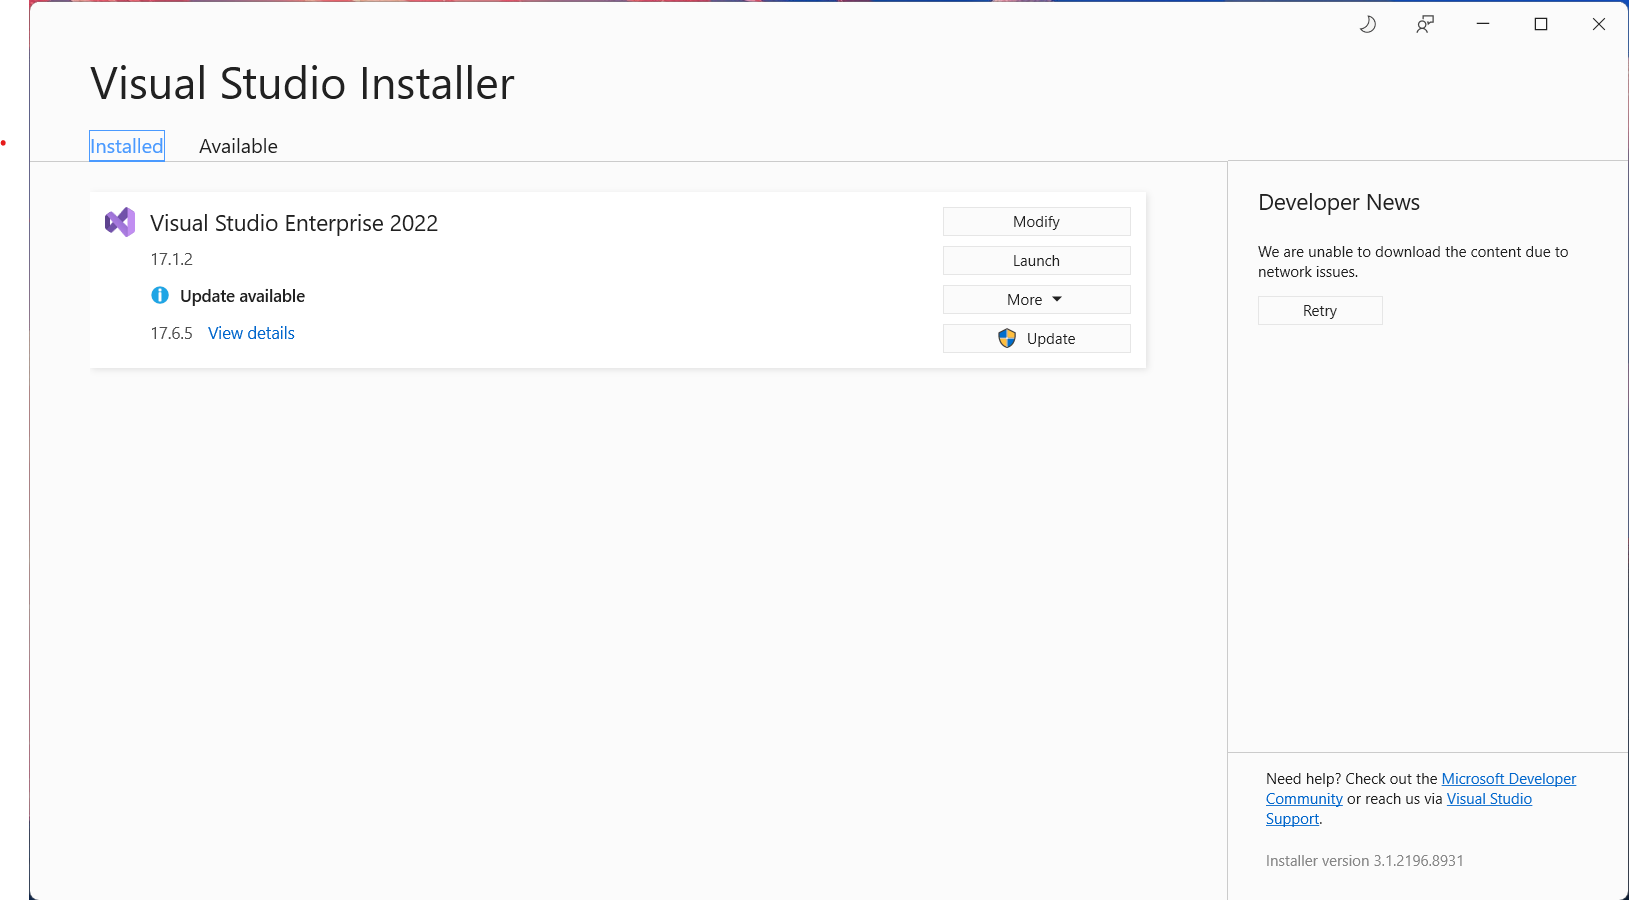 Visual Studio Installer
Installed
Available
Visual Studio Enterprise 2022
17.1.2
Update available
17.6.5 View details
Modify
Launch
More
Update
Developer News
We are unable to download the content due to
network issues.
Retry
Need help? Check out the Microsoft Developer
Community or reach us via Visual Studio
Support.
Installer version 3.1.2196.8931